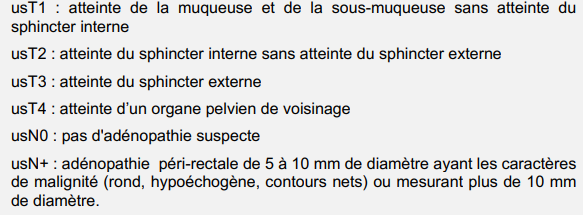 usT1 : atteinte de la muqueuse et de la sous-muqueuse sans atteinte du
sphincter interne
usT2 : atteinte du sphincter interne sans atteinte du sphincter externe
usT3 : atteinte du sphincter externe
usT4 : atteinte d'un organe pelvien de voisinage
usN0 : pas d'adénopathie suspecte
usN+ : adénopathie péri-rectale de 5 à 10 mm de diamètre ayant les caractères
de malignité (rond, hypoéchogène, contours nets) ou mesurant plus de 10 mm
de diamètre.